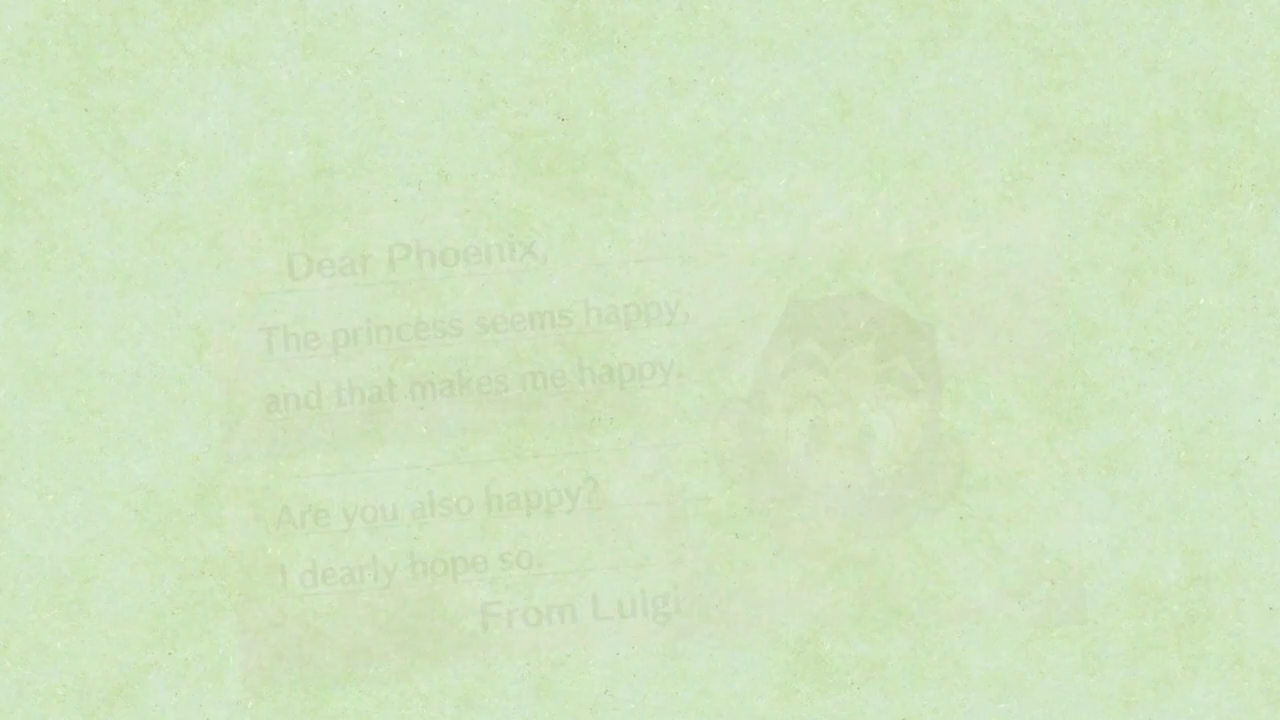 Dear Phoenix,
The princess seems happy,
and that makes me happy.
Are you also happy?
I dearly hope so.
From Luigi